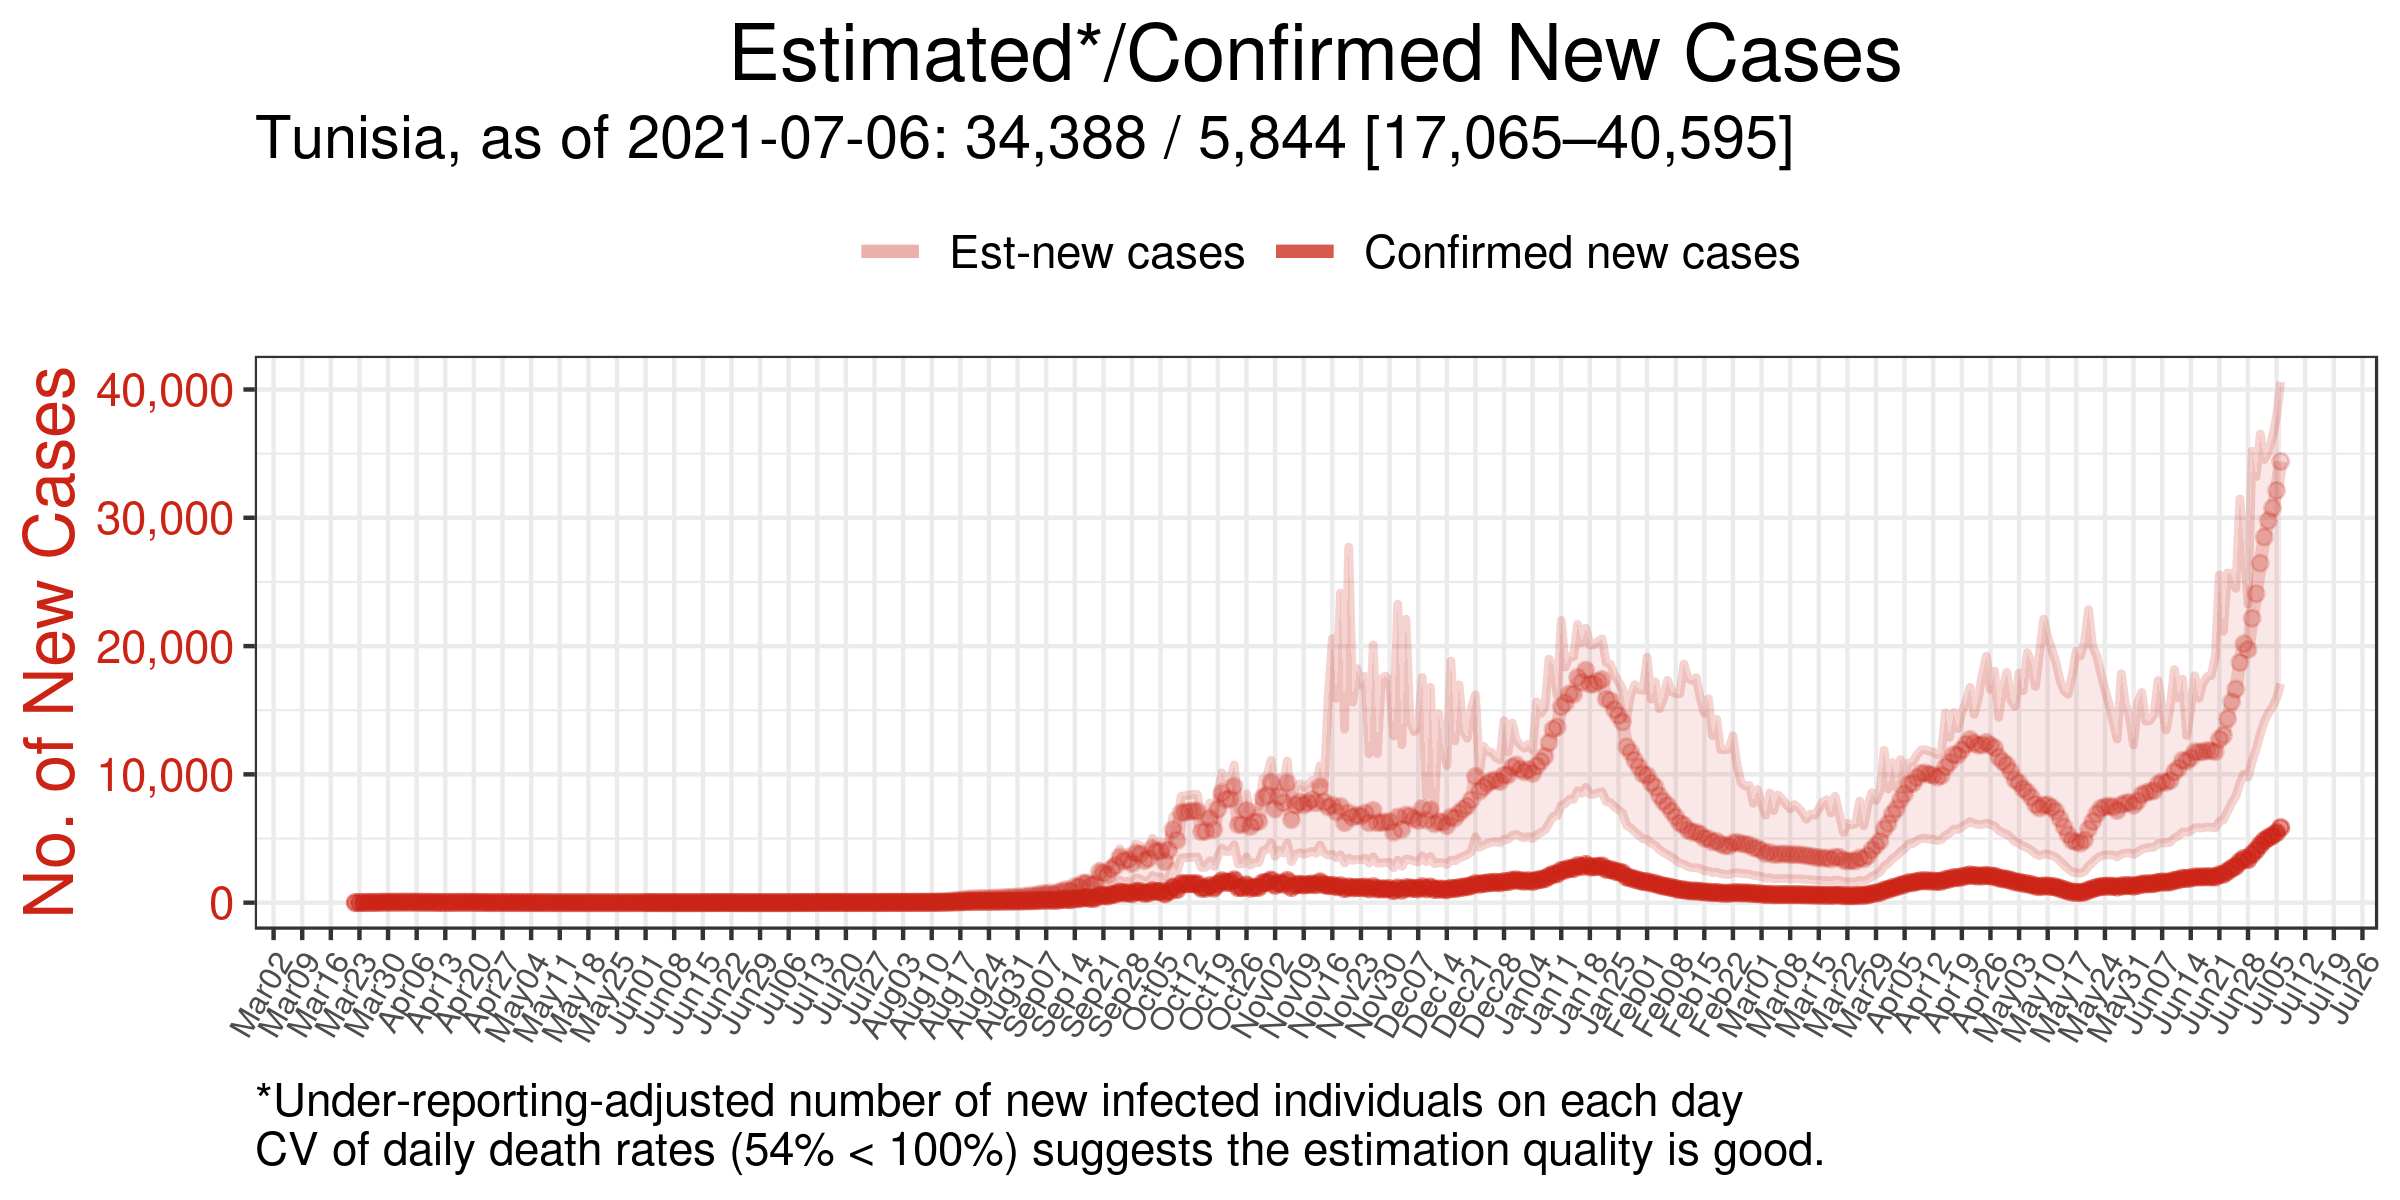 Estimated*/Confirmed New Cases
Tunisia, as of 2021-07-06: 34,388 / 5,844 [17,065–40,595]
Est-new cases Confirmed new cases
No. of New Cases
40,000
30,000
20,000
10,000
0
Mar02 Mar09 Mar16 Mar23 Mar30 Apr06 Apr13 Apr20 Apr27 May04 May11 May18 May25 Jun01 Jun08 Jun15 Jun22 Jun29 Jul06 Jul13 Jul20 Jul27 Aug03 Aug10 Aug17 Aug24 Aug31 Sep07 Sep14 Sep21 Sep28 Oct05 Oct12 Oct19 Oct26 Nov02 Nov09 Nov16 Nov23 Nov30 Dec07 Dec14 Dec21 Dec28 Jan04 Jan11 Jan18 Jan25 Feb01 Feb08 Feb15 Feb22 Mar01 Mar08 Mar15 Mar22 Mar29 Apr05 Apr12 Apr19 Apr26 May03 May10 May17 May24 May31 Jun07 Jun14 Jun21 Jun28 Jul05 Jul12 Jul19 Jul26
*Under-reporting-adjusted number of new infected individuals on each day
CV of daily death rates (54% < 100%) suggests the estimation quality is good.